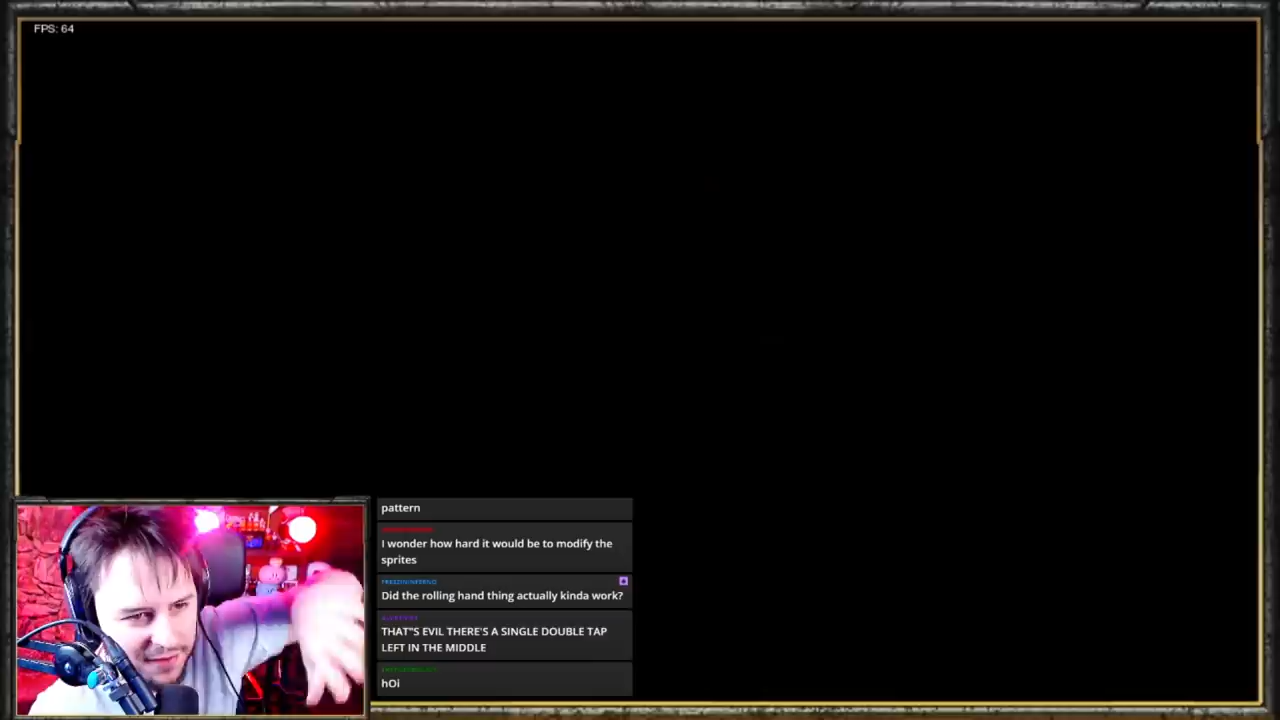 FPS: 64
pattern
I wonder how hard it would be to modify the
sprites
Did the rolling hand thing actually kinda work?
THAT"S EVIL THERE'S A SINGLE DOUBLE TAP
LEFT IN THE MIDDLE
hOi